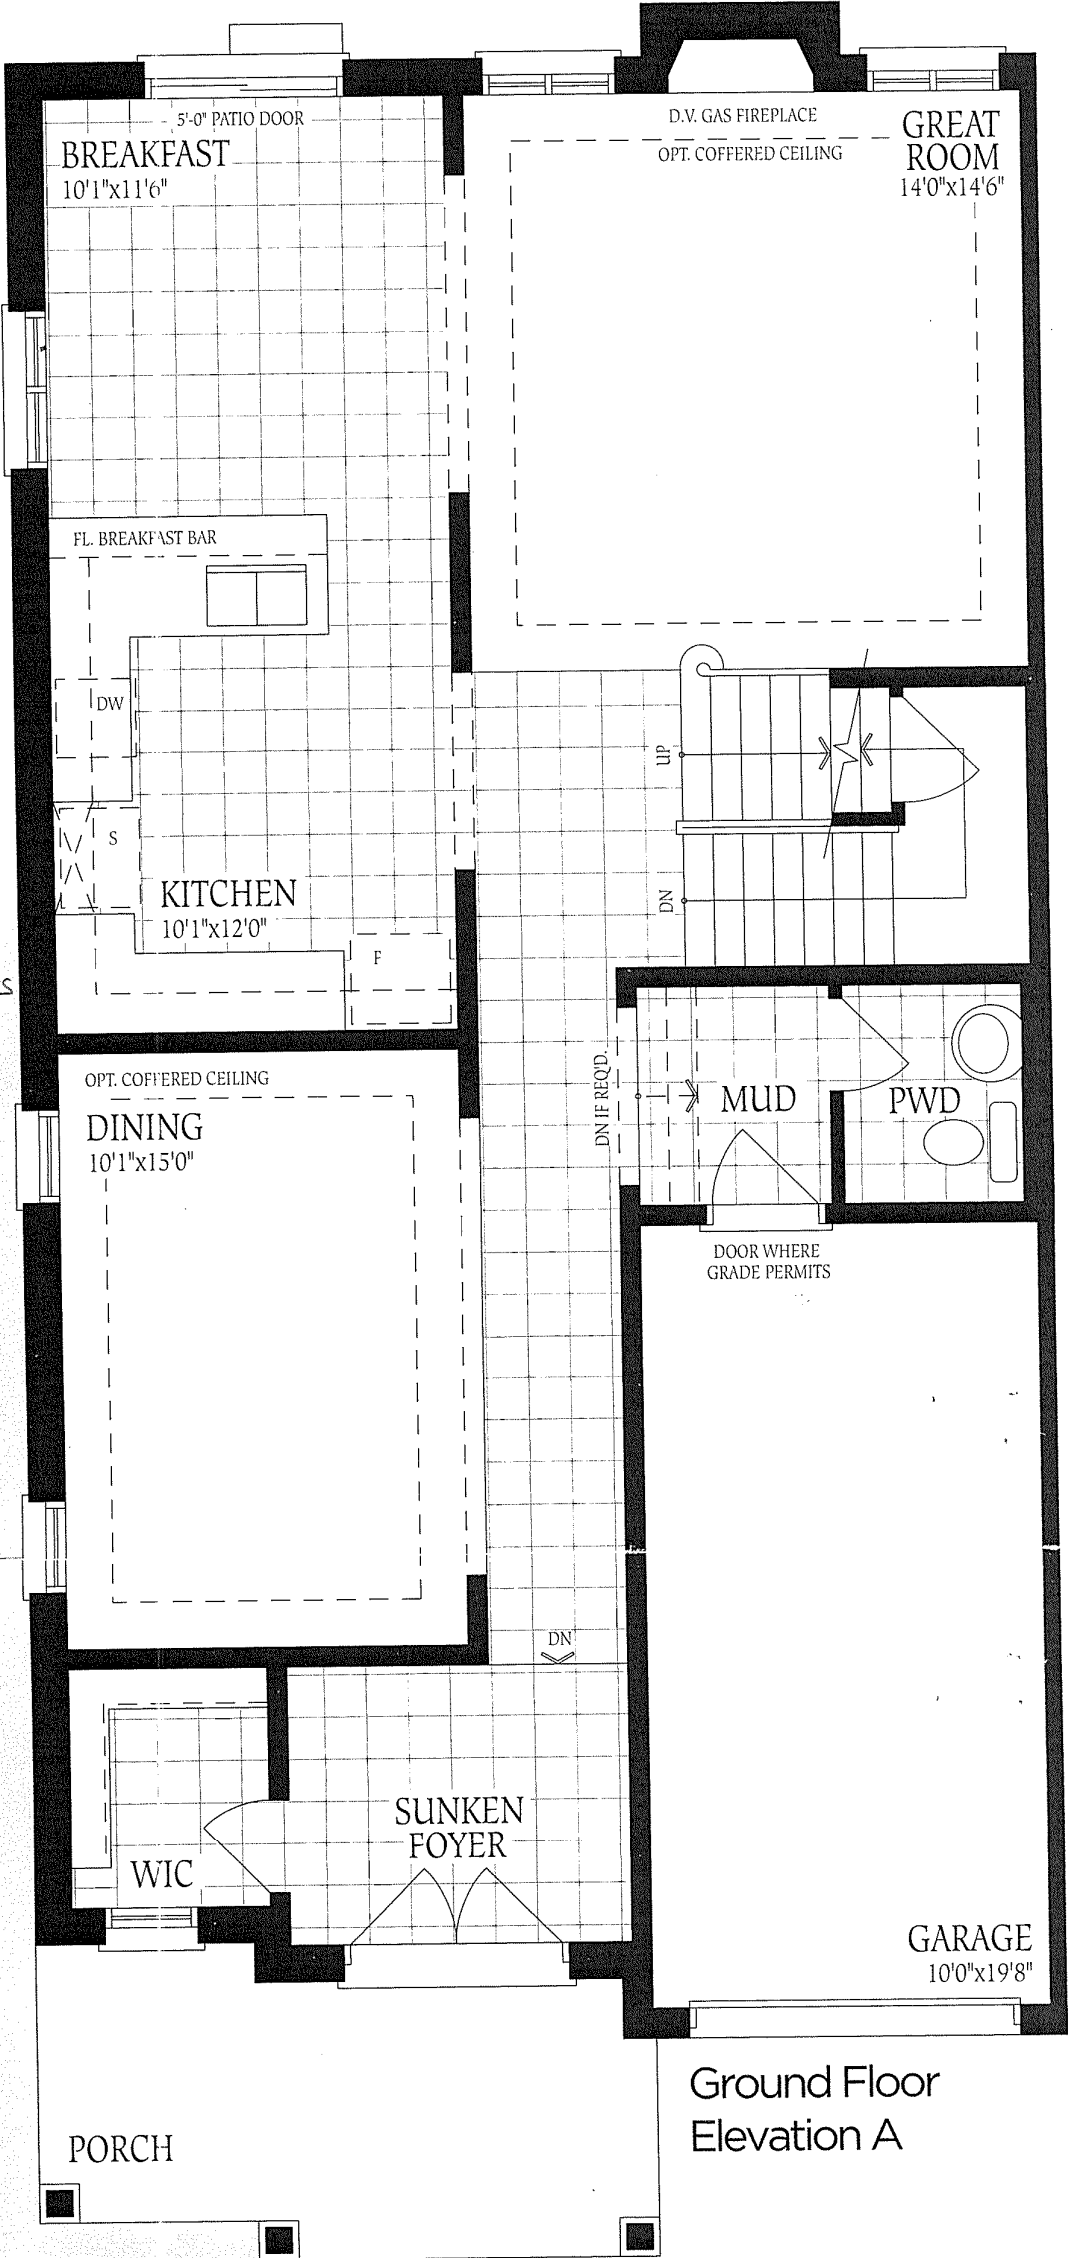 5'-0" PATIO DOOR
BREAKFAST
10'1"x11'6"
D.V. GAS FIREPLACE
OPT. COFFERED CEILING
GREAT
ROOM
14'0"x14'6"
FL. BREAKFAST BAR
DW
S
KITCHEN
10'1"x12'0"
F
UP
DN
OPT. COFFERED CEILING
DINING
10'1"x15'0"
DN IF REQ'D.
MUD
PWD
DOOR WHERE
GRADE PERMITS
DN
SUNKEN
FOYER
WIC
GARAGE
10'0"x19'8"
Ground Floor
Elevation A
PORCH